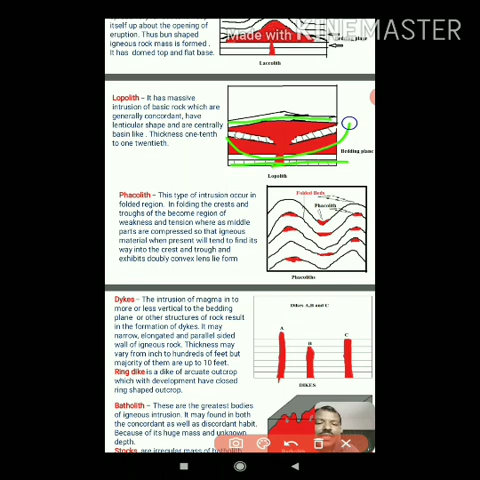 itself up about the opening of
eruption. Thus bun shaped
igneous rock mass is formed .
It has domed top and flat base.
Made with KINEMASTER
Laccolith
Lopolith – It has massive
intrusion of basic rock which are
generally concordant, have
lenticular shape and are centrally
basin like . Thickness one-tenth
to one twentieth.
Bedding plane
Lopolith
Phacolith – This type of intrusion occur in
folded region. In folding the crests and
troughs of the become region of
weakness and tension where as middle
parts are compressed so that igneous
material when present will tend to find its
way into the crest and trough and
exhibits doubly convex lens lie form
Folded Beds
Phacolith
Phacoliths
Dykes – The intrusion of magma in to
more or less vertical to the bedding
plane or other structures of rock result
in the formation of dykes. It may
narrow, elongated and parallel sided
wall of igneous rock. Thickness may
vary from inch to hundreds of feet but
majority of them are up to 10 feet.
Ring dike is a dike of arcuate outcrop
which with development have closed
ring shaped outcrop.
Dikes A,B and C
A
B
C
DIKES
Batholith – These are the greatest bodies
of igneous intrusion. It may found in both
the concordant as well as discordant habit.
Because of its huge mass and unknown
depth.
Stocks are irregular mass of batholith